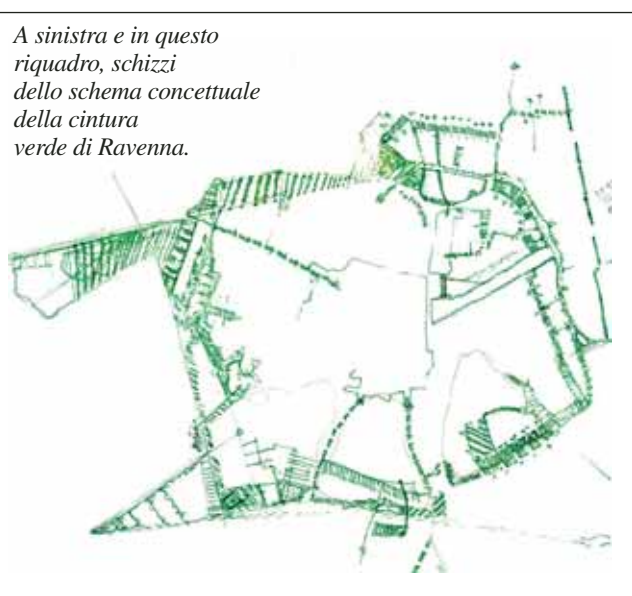 A sinistra e in questo
riquadro, schizzi
dello schema concettuale
della cintura
verde di Ravenna.